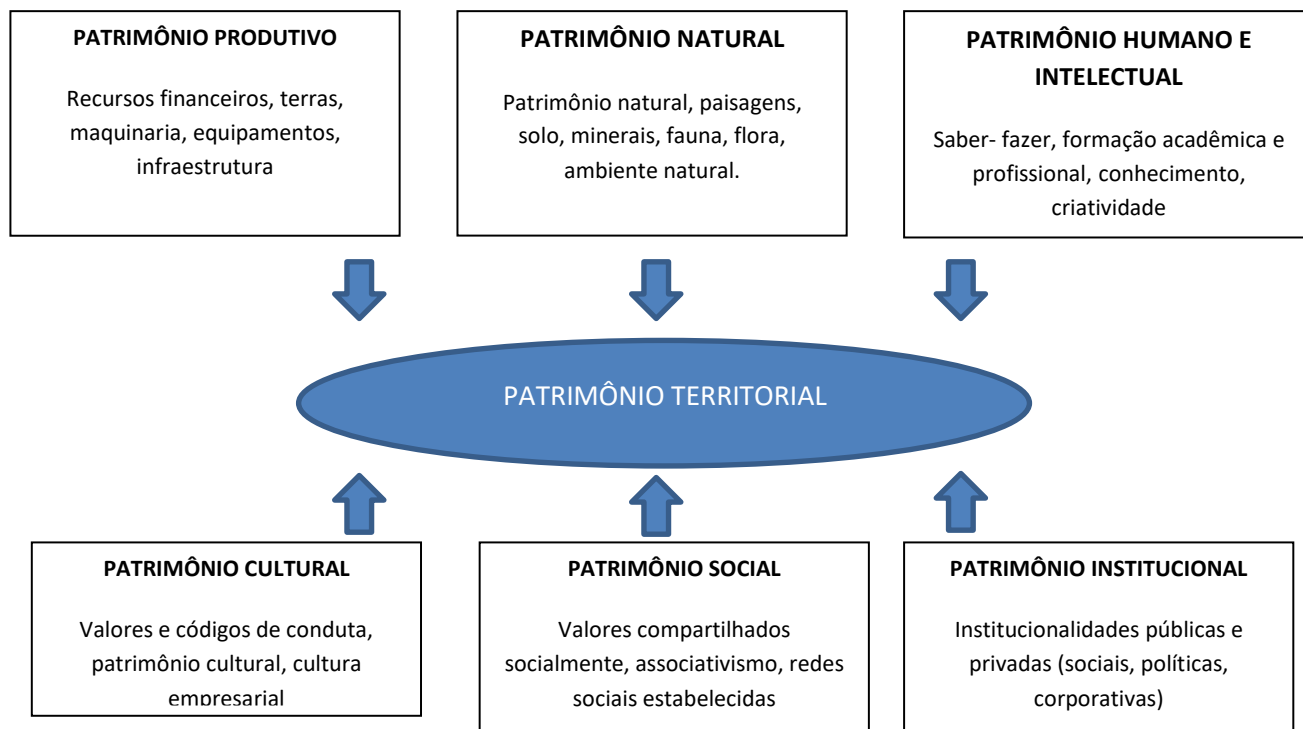 PATRIMÔNIO PRODUTIVO
Recursos financeiros, terras,
maquinaria, equipamentos,
infraestrutura
PATRIMÔNIO NATURAL
Patrimônio natural, paisagens,
solo, minerais, fauna, flora,
ambiente natural.
PATRIMÔNIO HUMANO E
INTELECTUAL
Saber- fazer, formação acadêmica e
profissional, conhecimento,
criatividade
PATRIMÔNIO TERRITORIAL
PATRIMÔNIO CULTURAL
Valores e códigos de conduta,
patrimônio cultural, cultura
empresarial
PATRIMÔNIO SOCIAL
Valores compartilhados
socialmente, associativismo, redes
sociais estabelecidas
PATRIMÔNIO INSTITUCIONAL
Institucionalidades públicas e
privadas (sociais, políticas,
corporativas)